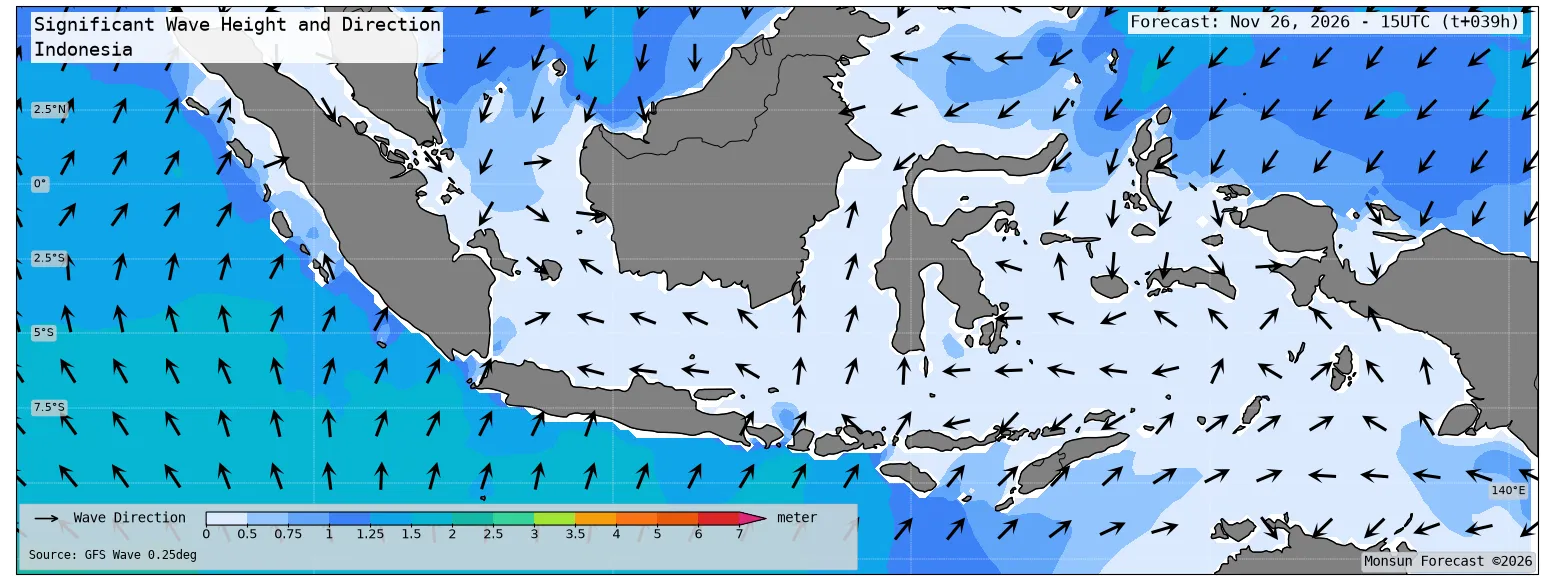 Significant Wave Height and Direction
Indonesia
Forecast: Nov 26, 2026 - 15UTC (t+039h)
2.5°N
0°
2.5°S
5°S
7.5°S
140°E
Wave Direction
0 0.5 0.75 1 1.25 1.5 2 2.5 3 3.5 4 5 6 7
meter
Source: GFS Wave 0.25deg
Monsun Forecast ©2026